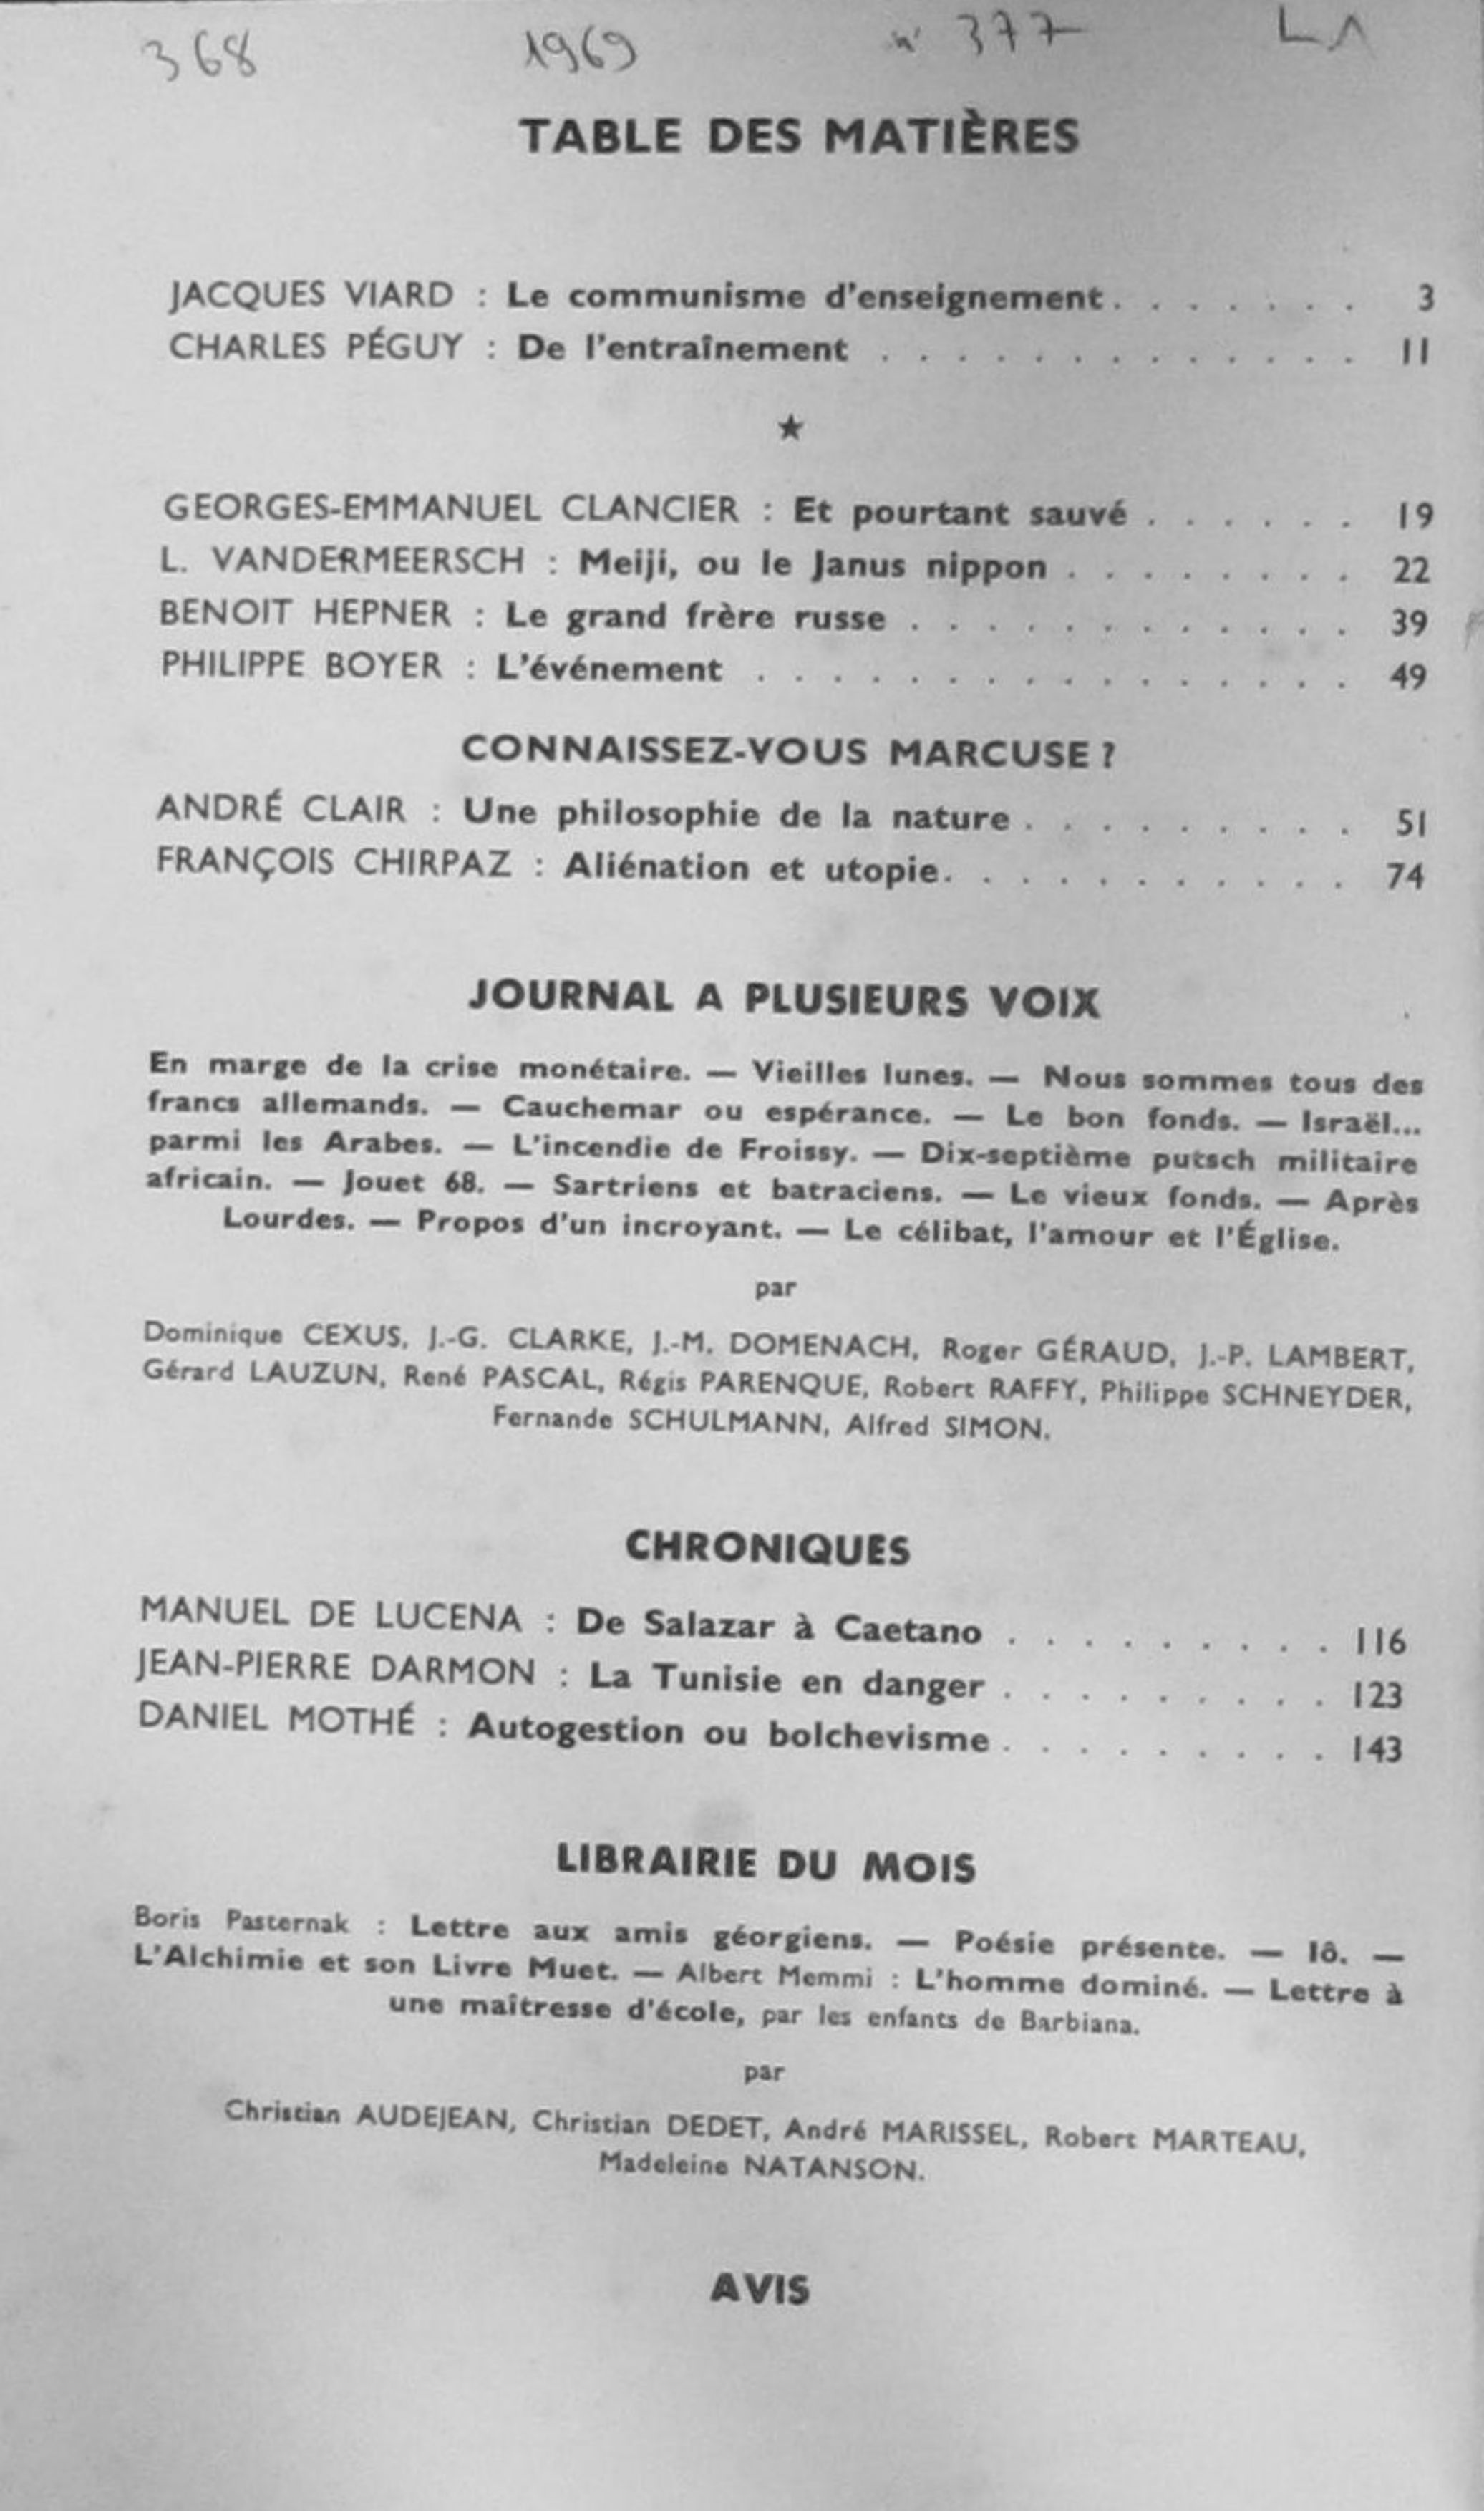 368 1969 n° 377 L1
TABLE DES MATIÈRES
JACQUES VIARD : Le communisme d'enseignement . . . . . . . 3
CHARLES PÉGUY : De l'entraînement . . . . . . . . . . . . . 11
★
GEORGES-EMMANUEL CLANCIER : Et pourtant sauvé . . . . . . 19
L. VANDERMEERSCH : Meiji, ou le Janus nippon . . . . . . . . 22
BENOIT HEPNER : Le grand frère russe . . . . . . . . . . . . 39
PHILIPPE BOYER : L'événement . . . . . . . . . . . . . . . . 49
CONNAISSEZ-VOUS MARCUSE ?
ANDRÉ CLAIR : Une philosophie de la nature . . . . . . . . . 51
FRANÇOIS CHIRPAZ : Aliénation et utopie. . . . . . . . . . . . 74
JOURNAL A PLUSIEURS VOIX
En marge de la crise monétaire. — Vieilles lunes. — Nous sommes tous des
francs allemands. — Cauchemar ou espérance. — Le bon fonds. — Israël...
parmi les Arabes. — L'incendie de Froissy. — Dix-septième putsch militaire
africain. — Jouet 68. — Sartriens et batraciens. — Le vieux fonds. — Après
Lourdes. — Propos d'un incroyant. — Le célibat, l'amour et l'Église.
par
Dominique CEXUS, J.-G. CLARKE, J.-M. DOMENACH, Roger GÉRAUD, J.-P. LAMBERT,
Gérard LAUZUN, René PASCAL, Régis PARENQUE, Robert RAFFY, Philippe SCHNEYDER,
Fernande SCHULMANN, Alfred SIMON.
CHRONIQUES
MANUEL DE LUCENA : De Salazar à Caetano . . . . . . . . . 116
JEAN-PIERRE DARMON : La Tunisie en danger . . . . . . . . . 123
DANIEL MOTHÉ : Autogestion ou bolchevisme . . . . . . . . . 143
LIBRAIRIE DU MOIS
Boris Pasternak : Lettre aux amis géorgiens. — Poésie présente. — Iô. —
L'Alchimie et son Livre Muet. — Albert Memmi : L'homme dominé. — Lettre à
une maîtresse d'école, par les enfants de Barbiana.
par
Christian AUDEJEAN, Christian DEDET, André MARISSEL, Robert MARTEAU,
Madeleine NATANSON.
AVIS